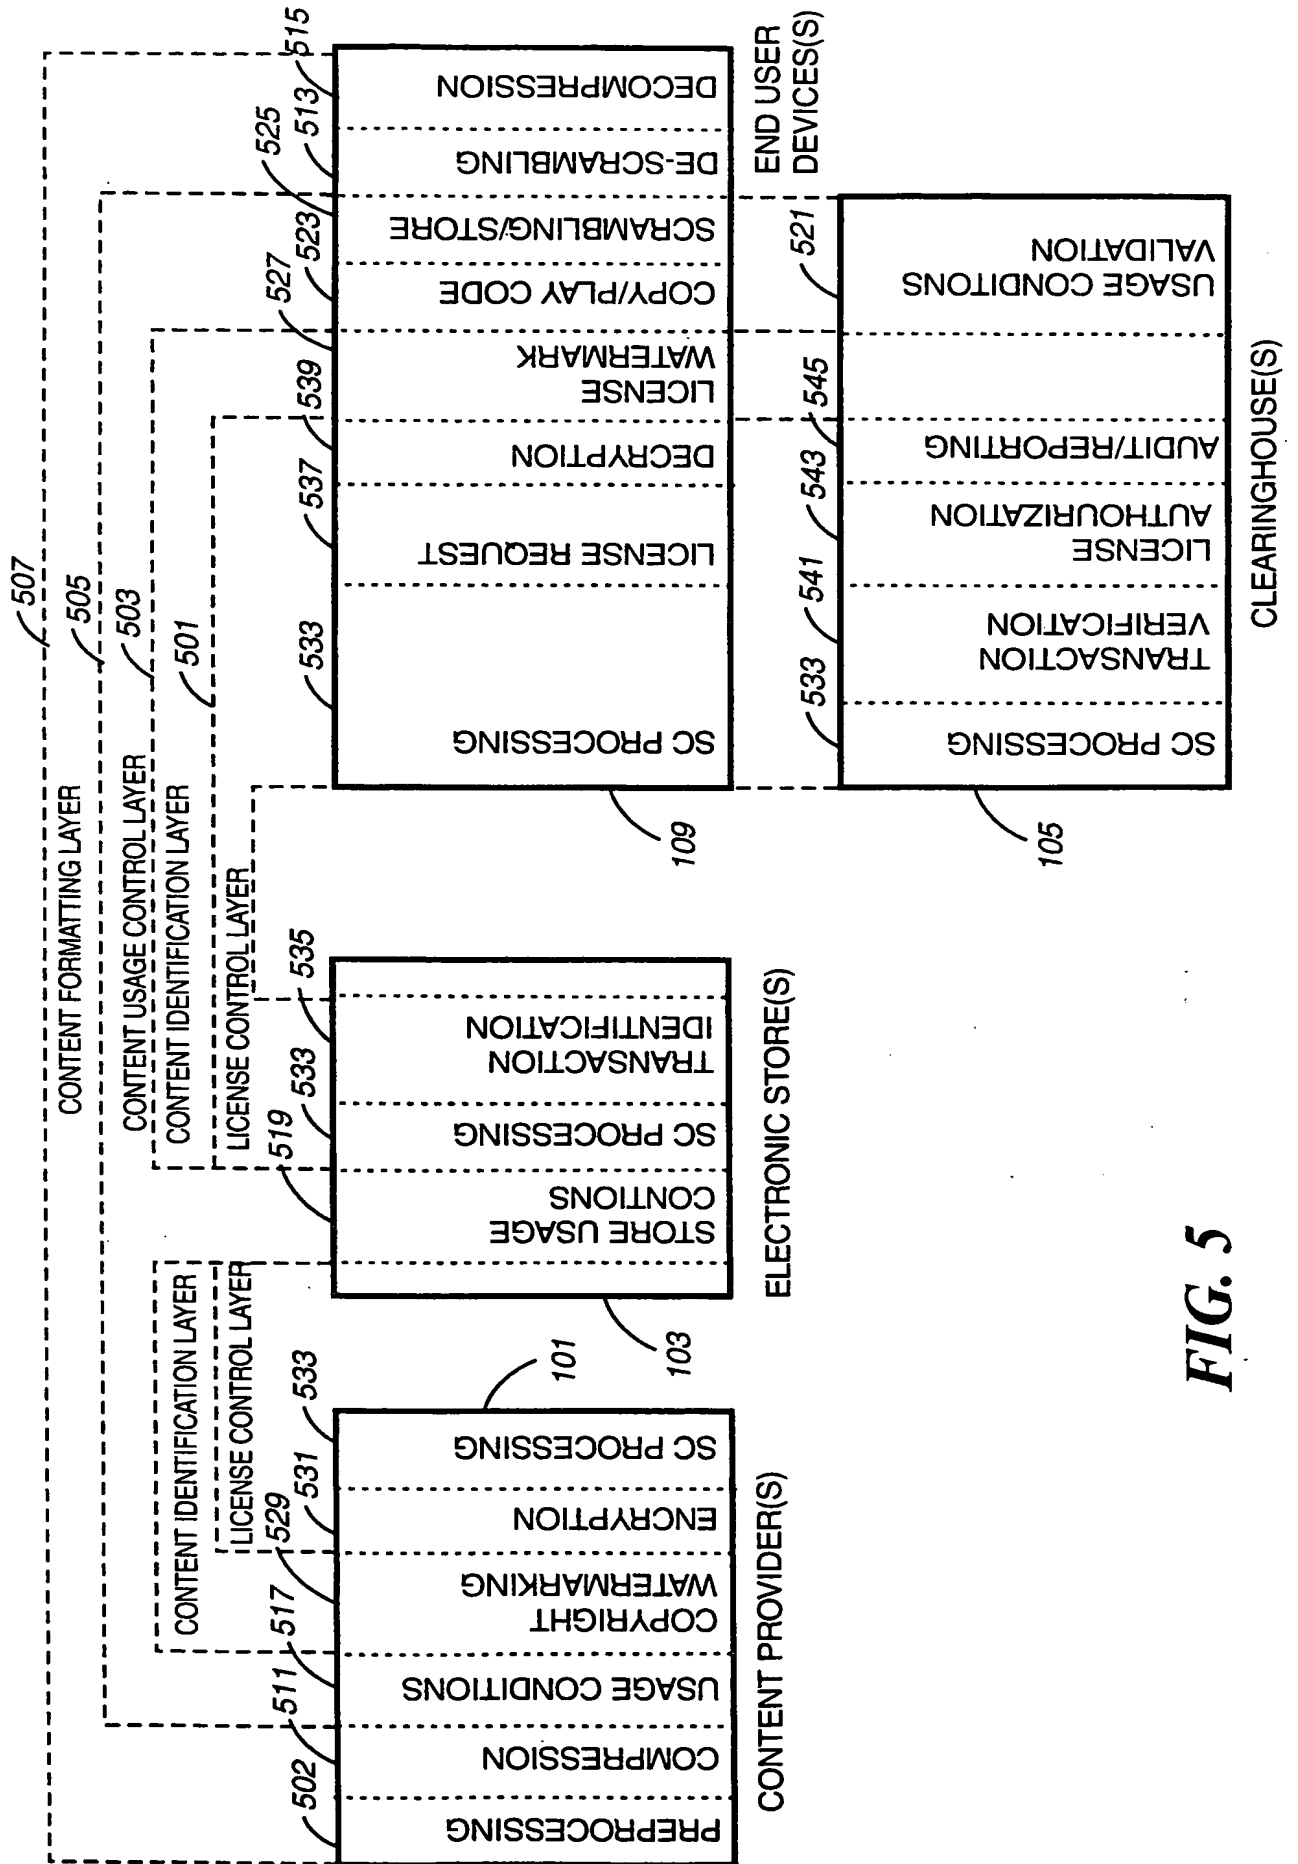 507
CONTENT FORMATTING LAYER
505
CONTENT USAGE CONTROL LAYER
503
CONTENT IDENTIFICATION LAYER
501
LICENSE CONTROL LAYER
CONTENT IDENTIFICATION LAYER
LICENSE CONTROL LAYER
502
511
517
529
531
533
PREPROCESSING
COMPRESSION
USAGE CONDITIONS
COPYRIGHT
WATERMARKING
ENCRYPTION
SC PROCESSING
101
CONTENT PROVIDER(S)
519
533
535
STORE USAGE
CONTIONS
SC PROCESSING
TRANSACTION
IDENTIFICATION
103
ELECTRONIC STORE(S)
533
537
539
527
523
525
513
515
SC PROCESSING
LICENSE REQUEST
DECRYPTION
LICENSE
WATERMARK
COPY/PLAY CODE
SCRAMBLING/STORE
DE-SCRAMBLING
DECOMPRESSION
109
END USER
DEVICES(S)
533
541
543
545
521
SC PROCESSING
TRANSACTION
VERIFICATION
LICENSE
AUTHOURIZATION
AUDIT/REPORTING
USAGE CONDITONS
VALIDATION
105
CLEARINGHOUSE(S)
FIG. 5